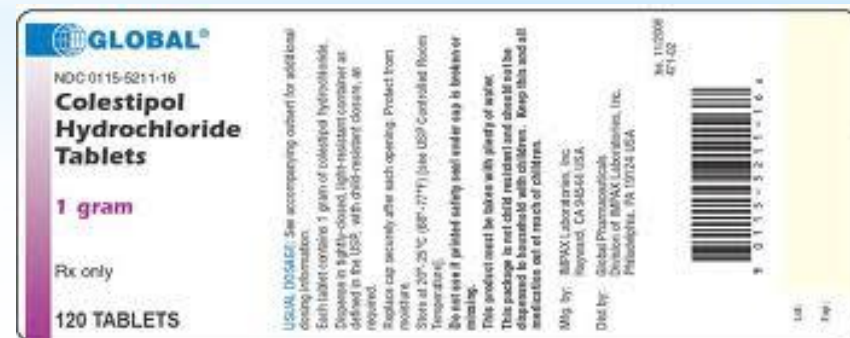 GLOBAL®
NDC 0115-5211-16
Colestipol
Hydrochloride
Tablets
1 gram
Rx only
120 TABLETS
USUAL DOSAGE: See accompanying outsert for additional
dosing information.
Each tablet contains 1 gram of colestipol hydrochloride.
Dispense in tightly-closed, light-resistant container as
defined in the USP, with child-resistant closure, as
required.
Replace cap securely after each opening. Protect from
moisture.
Store at 20°-25°C (68°-77°F) [see USP Controlled Room
Temperature].
Do not use if printed safety seal under cap is broken or
missing.
This product must be taken with plenty of water.
This package is not child resistant and should not be
dispensed to household with children. Keep this and all
medication out of reach of children.
Mfg. by: IMPAX Laboratories, Inc.
Hayward, CA 94544 USA
Dist by: Global Pharmaceuticals
Division of IMPAX Laboratories, Inc.
Philadelphia, PA 19124 USA
Iss. 11/2008
471-02
Lot:
Exp: